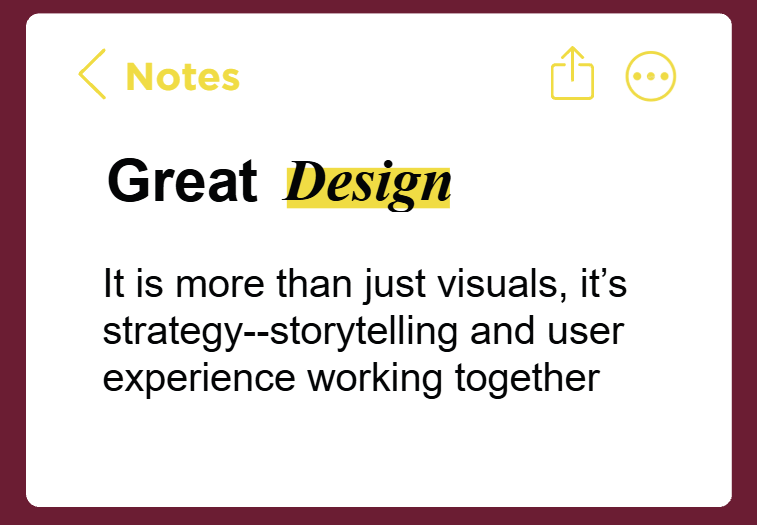 Notes
Great Design
It is more than just visuals, it’s
strategy--storytelling and user
experience working together